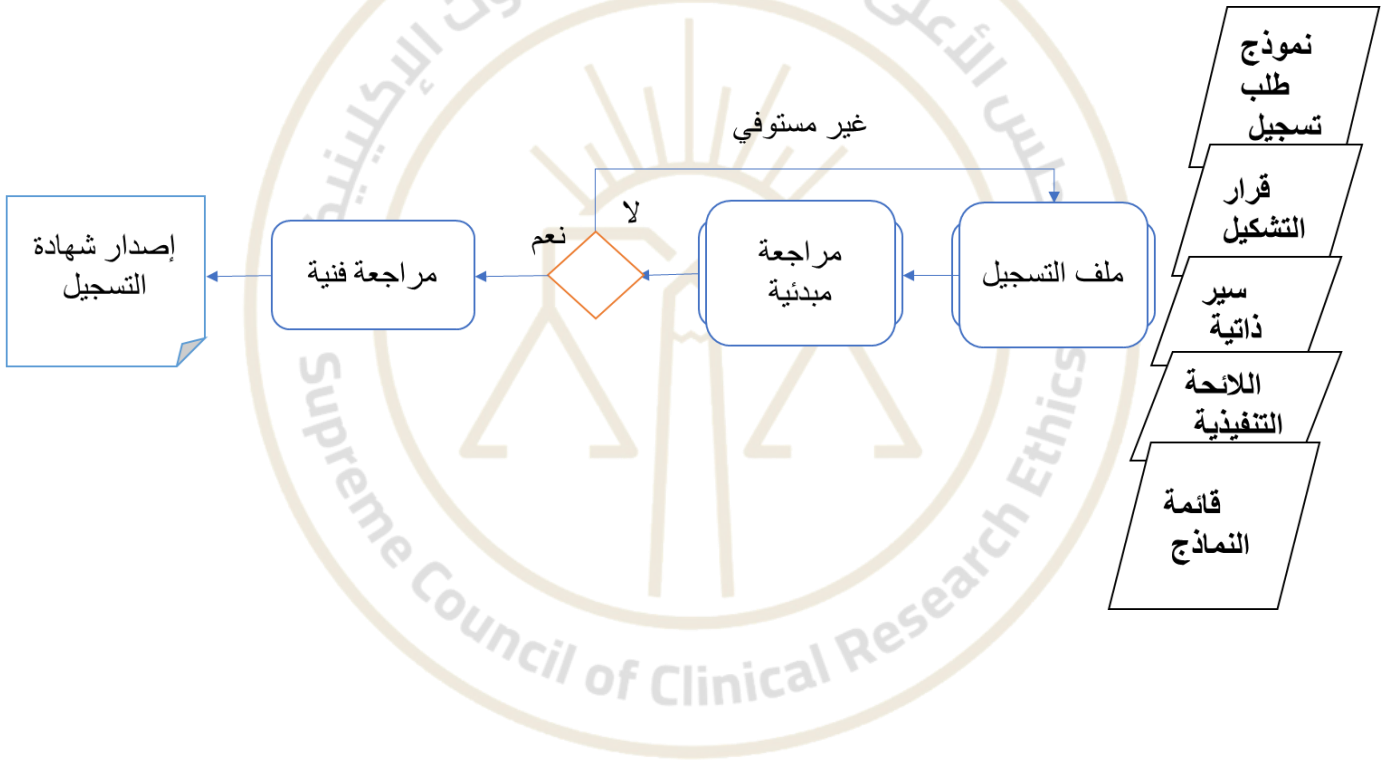 نموذج
طلب
تسجيل
قرار
التشكيل
سير
ذاتية
اللائحة
التنفيذية
قائمة
النماذج
ملف التسجيل
مراجعة
مبدئية
غير مستوفي
لا
نعم
مراجعة فنية
إصدار شهادة
التسجيل
Supreme Council of Clinical Research Ethics